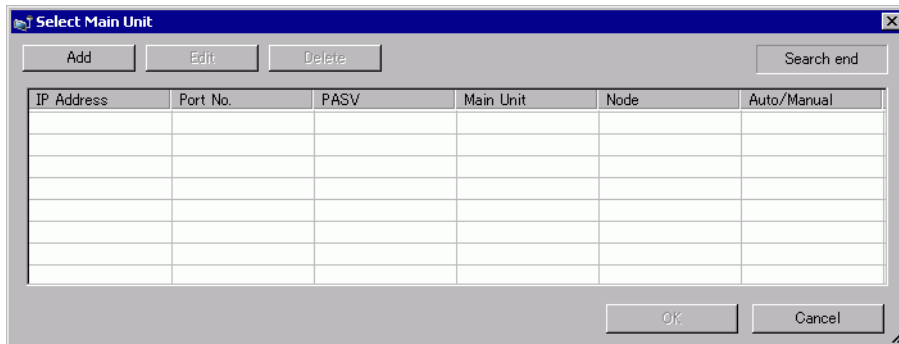 Select Main Unit
Add Edit Delete Search end
IP Address Port No. PASV Main Unit Node Auto/Manual
OK Cancel